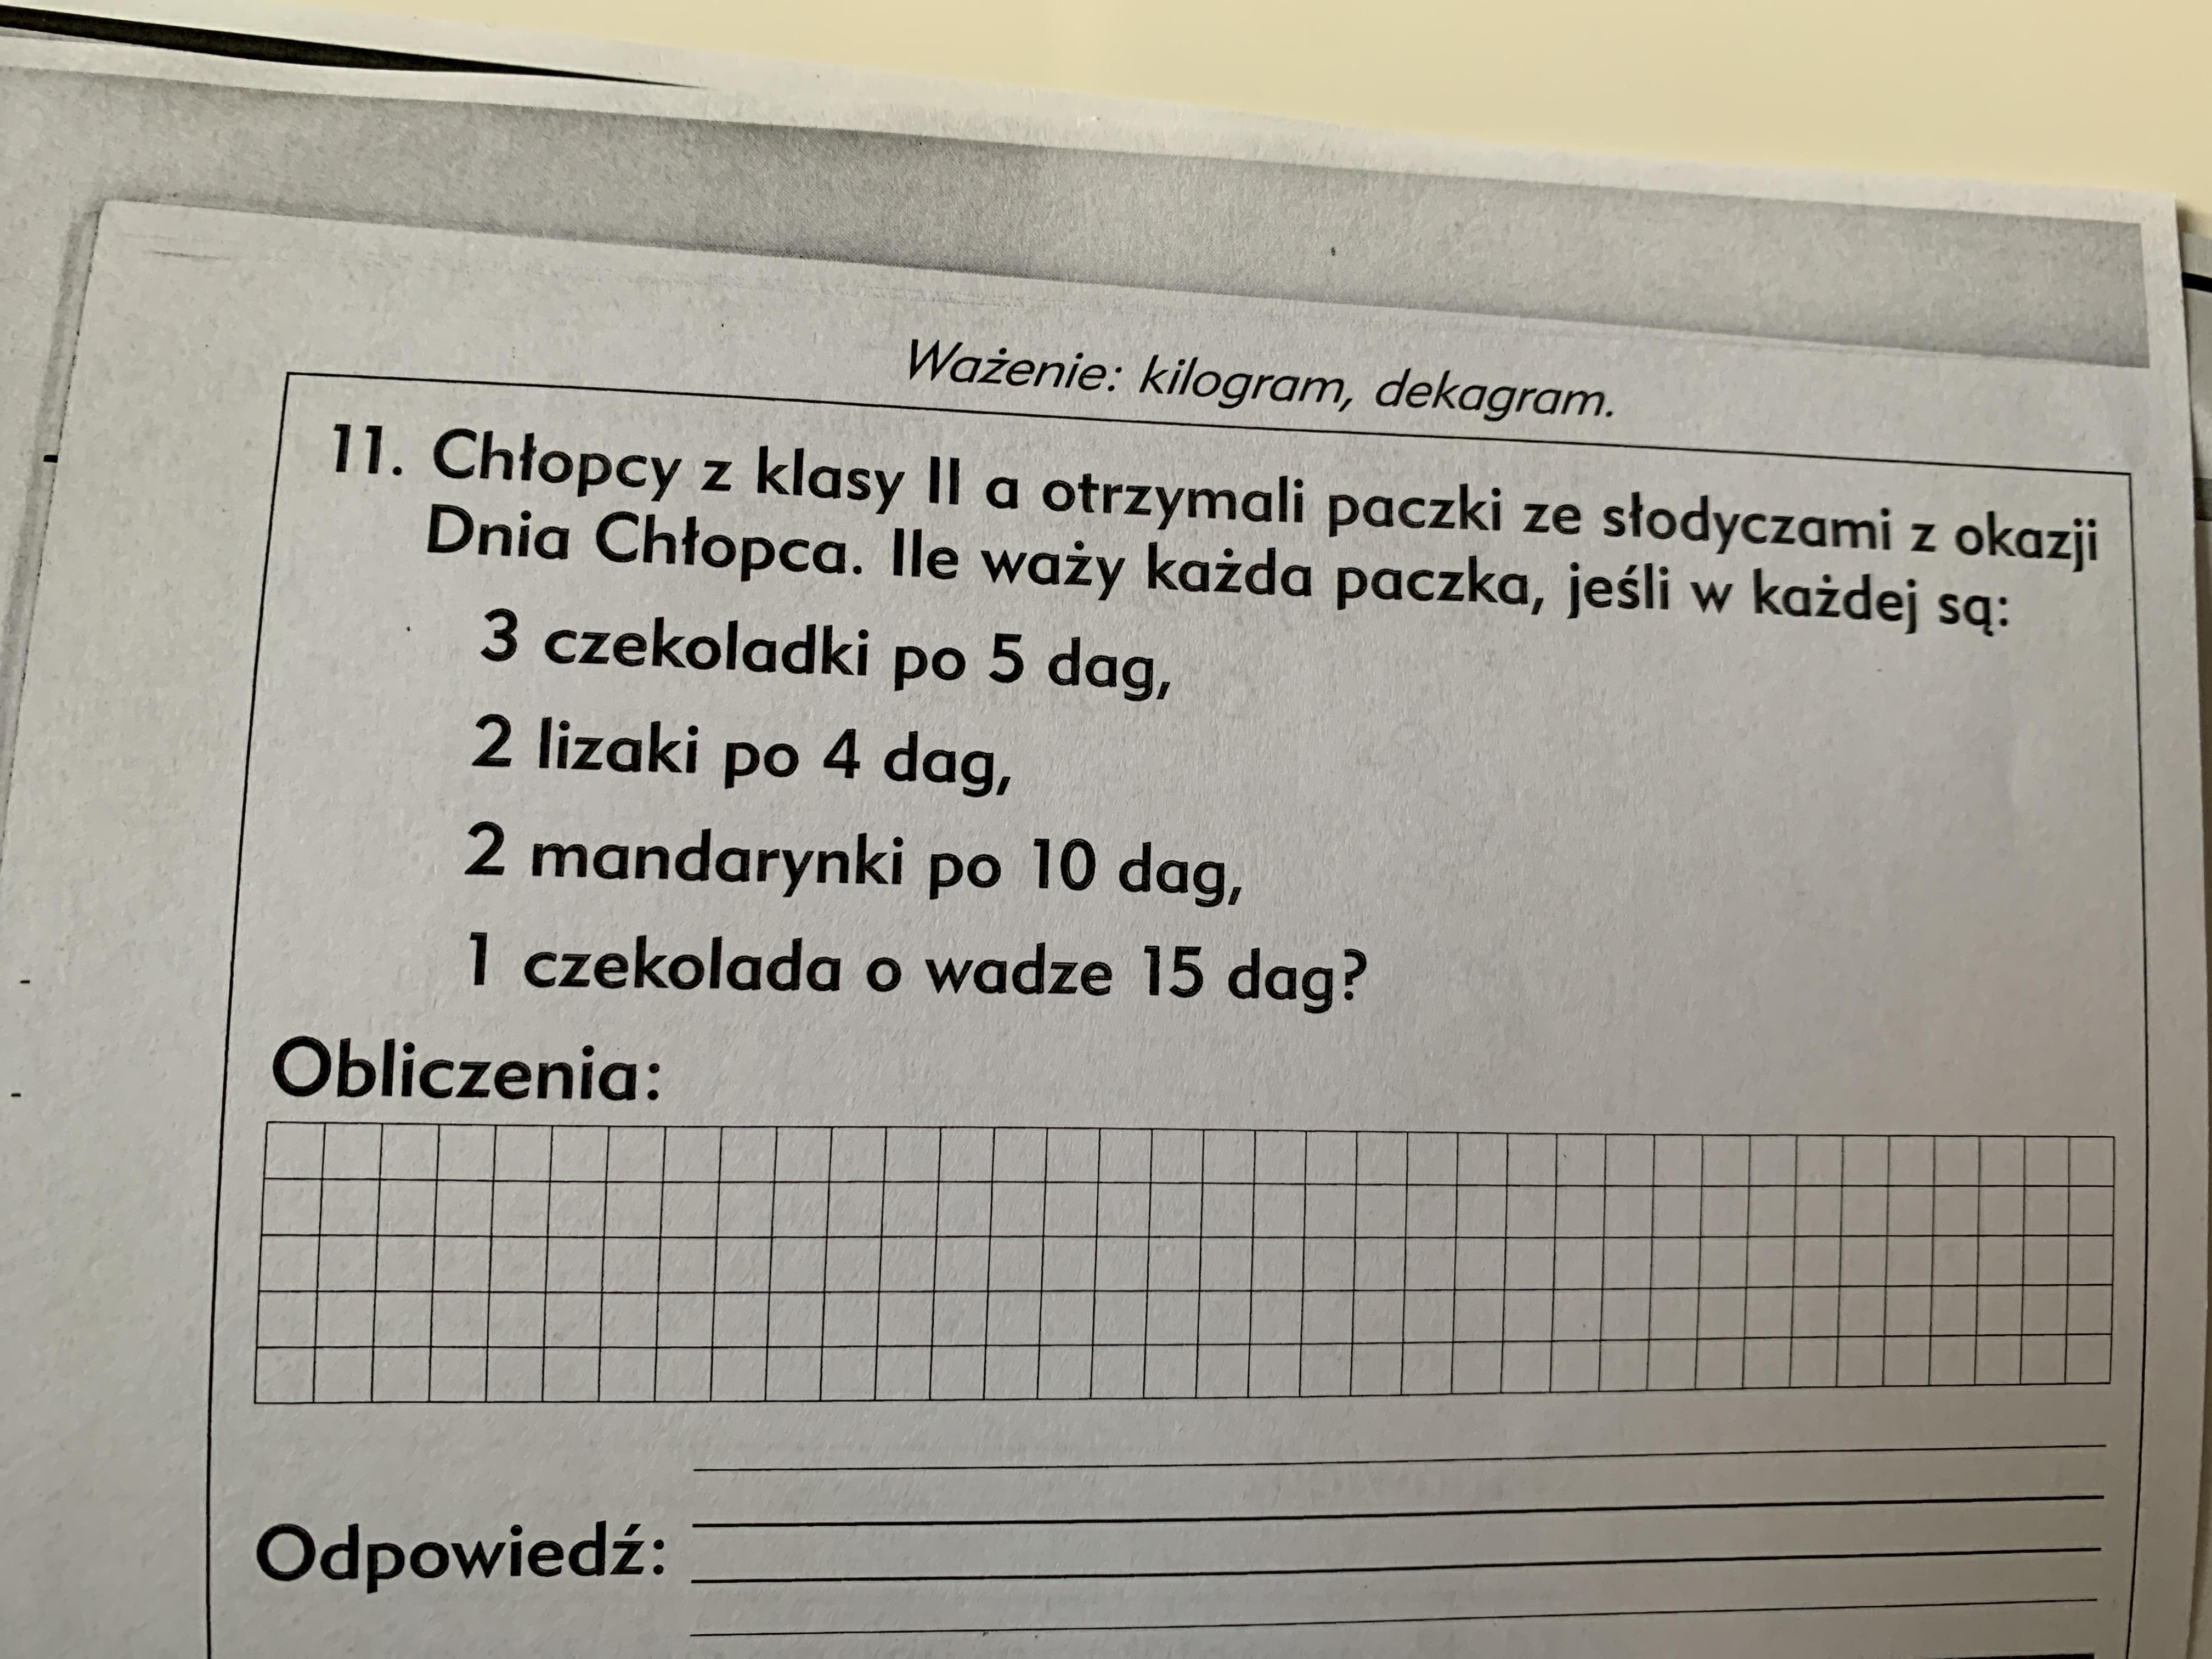 Ważenie: kilogram, dekagram.
11. Chłopcy z klasy II a otrzymali paczki ze słodyczami z okazji
Dnia Chłopca. Ile waży każda paczka, jeśli w każdej są:
3 czekoladki po 5 dag,
2 lizaki po 4 dag,
2 mandarynki po 10 dag,
1 czekolada o wadze 15 dag?
Obliczenia:
Odpowiedź: